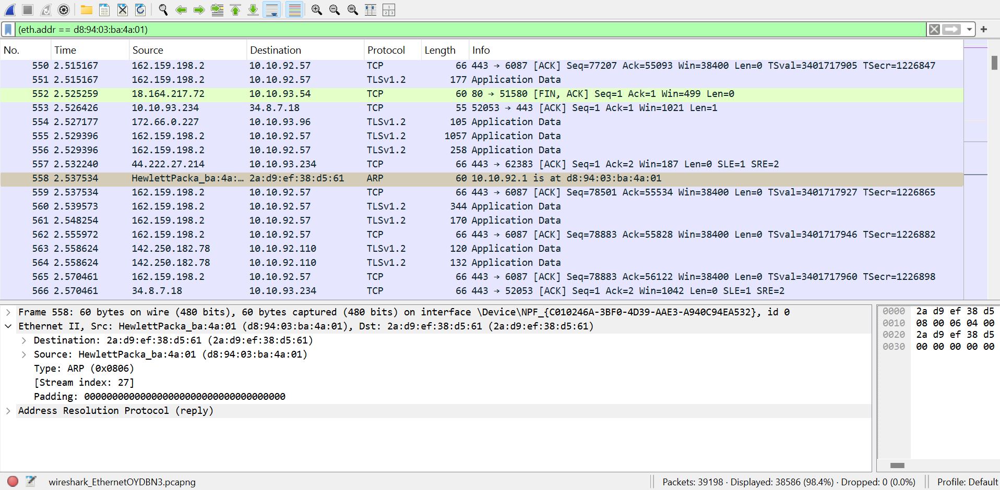 (eth.addr == d8:94:03:ba:4a:01)
No. Time Source Destination Protocol Length Info
550 2.515167 162.159.198.2 10.10.92.57 TCP 66 443 → 6087 [ACK] Seq=77207 Ack=55093 Win=38400 Len=0 TSval=3401717905 TSecr=1226847
551 2.515167 162.159.198.2 10.10.92.57 TLSv1.2 177 Application Data
552 2.525259 18.164.217.72 10.10.93.54 TCP 60 80 → 51580 [FIN, ACK] Seq=1 Ack=1 Win=499 Len=0
553 2.526426 10.10.93.234 34.8.7.18 TCP 55 52053 → 443 [ACK] Seq=1 Ack=1 Win=1021 Len=1
554 2.527177 172.66.0.227 10.10.93.96 TLSv1.2 105 Application Data
555 2.529396 162.159.198.2 10.10.92.57 TLSv1.2 1057 Application Data
556 2.529396 162.159.198.2 10.10.92.57 TLSv1.2 258 Application Data
557 2.532240 44.222.27.214 10.10.93.234 TCP 66 443 → 62383 [ACK] Seq=1 Ack=2 Win=187 Len=0 SLE=1 SRE=2
558 2.537534 HewlettPacka_ba:4a:… 2a:d9:ef:38:d5:61 ARP 60 10.10.92.1 is at d8:94:03:ba:4a:01
559 2.537534 162.159.198.2 10.10.92.57 TCP 66 443 → 6087 [ACK] Seq=78501 Ack=55534 Win=38400 Len=0 TSval=3401717927 TSecr=1226865
560 2.539573 162.159.198.2 10.10.92.57 TLSv1.2 344 Application Data
561 2.548254 162.159.198.2 10.10.92.57 TLSv1.2 170 Application Data
562 2.555972 162.159.198.2 10.10.92.57 TCP 66 443 → 6087 [ACK] Seq=78883 Ack=55828 Win=38400 Len=0 TSval=3401717946 TSecr=1226882
563 2.558624 142.250.182.78 10.10.92.110 TLSv1.2 120 Application Data
564 2.558624 142.250.182.78 10.10.92.110 TLSv1.2 132 Application Data
565 2.570461 162.159.198.2 10.10.92.57 TCP 66 443 → 6087 [ACK] Seq=78883 Ack=56122 Win=38400 Len=0 TSval=3401717960 TSecr=1226898
566 2.570461 34.8.7.18 10.10.93.234 TCP 66 443 → 52053 [ACK] Seq=1 Ack=2 Win=1042 Len=0 SLE=1 SRE=2
Frame 558: 60 bytes on wire (480 bits), 60 bytes captured (480 bits) on interface \Device\NPF_{C010246A-3BF0-4D39-AAE3-A940C94EA532}, id 0
Ethernet II, Src: HewlettPacka_ba:4a:01 (d8:94:03:ba:4a:01), Dst: 2a:d9:ef:38:d5:61 (2a:d9:ef:38:d5:61)
Destination: 2a:d9:ef:38:d5:61 (2a:d9:ef:38:d5:61)
Source: HewlettPacka_ba:4a:01 (d8:94:03:ba:4a:01)
Type: ARP (0x0806)
[Stream index: 27]
Padding: 000000000000000000000000000000000000
Address Resolution Protocol (reply)
0000 2a d9 ef 38 d5
0010 08 00 06 04 00
0020 2a d9 ef 38 d5
0030 00 00 00 00 00
wireshark_EthernetOYDBN3.pcapng
Packets: 39198 · Displayed: 38586 (98.4%) · Dropped: 0 (0.0%)
Profile: Default